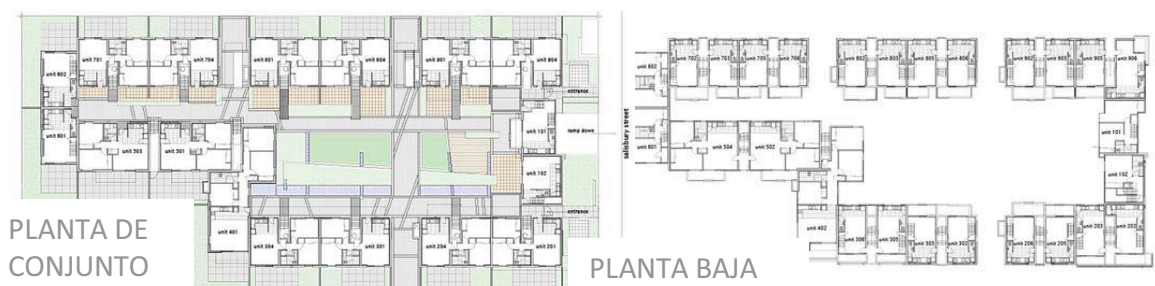 unit 701
unit 704
unit 801
unit 804
unit 901
unit 904
unit 602
entrance
unit 601
unit 303
unit 301
unit 101
ramp down
unit 102
entrance
unit 401
unit 304
unit 301
unit 204
unit 201
PLANTA DE
CONJUNTO
unit 702
unit 703
unit 705
unit 706
unit 802
unit 803
unit 805
unit 806
unit 902
unit 903
unit 905
unit 906
unit 602
salisbury street
unit 601
unit 504
unit 502
unit 101
unit 102
unit 402
unit 306
unit 305
unit 303
unit 302
unit 206
unit 205
unit 203
unit 202
PLANTA BAJA